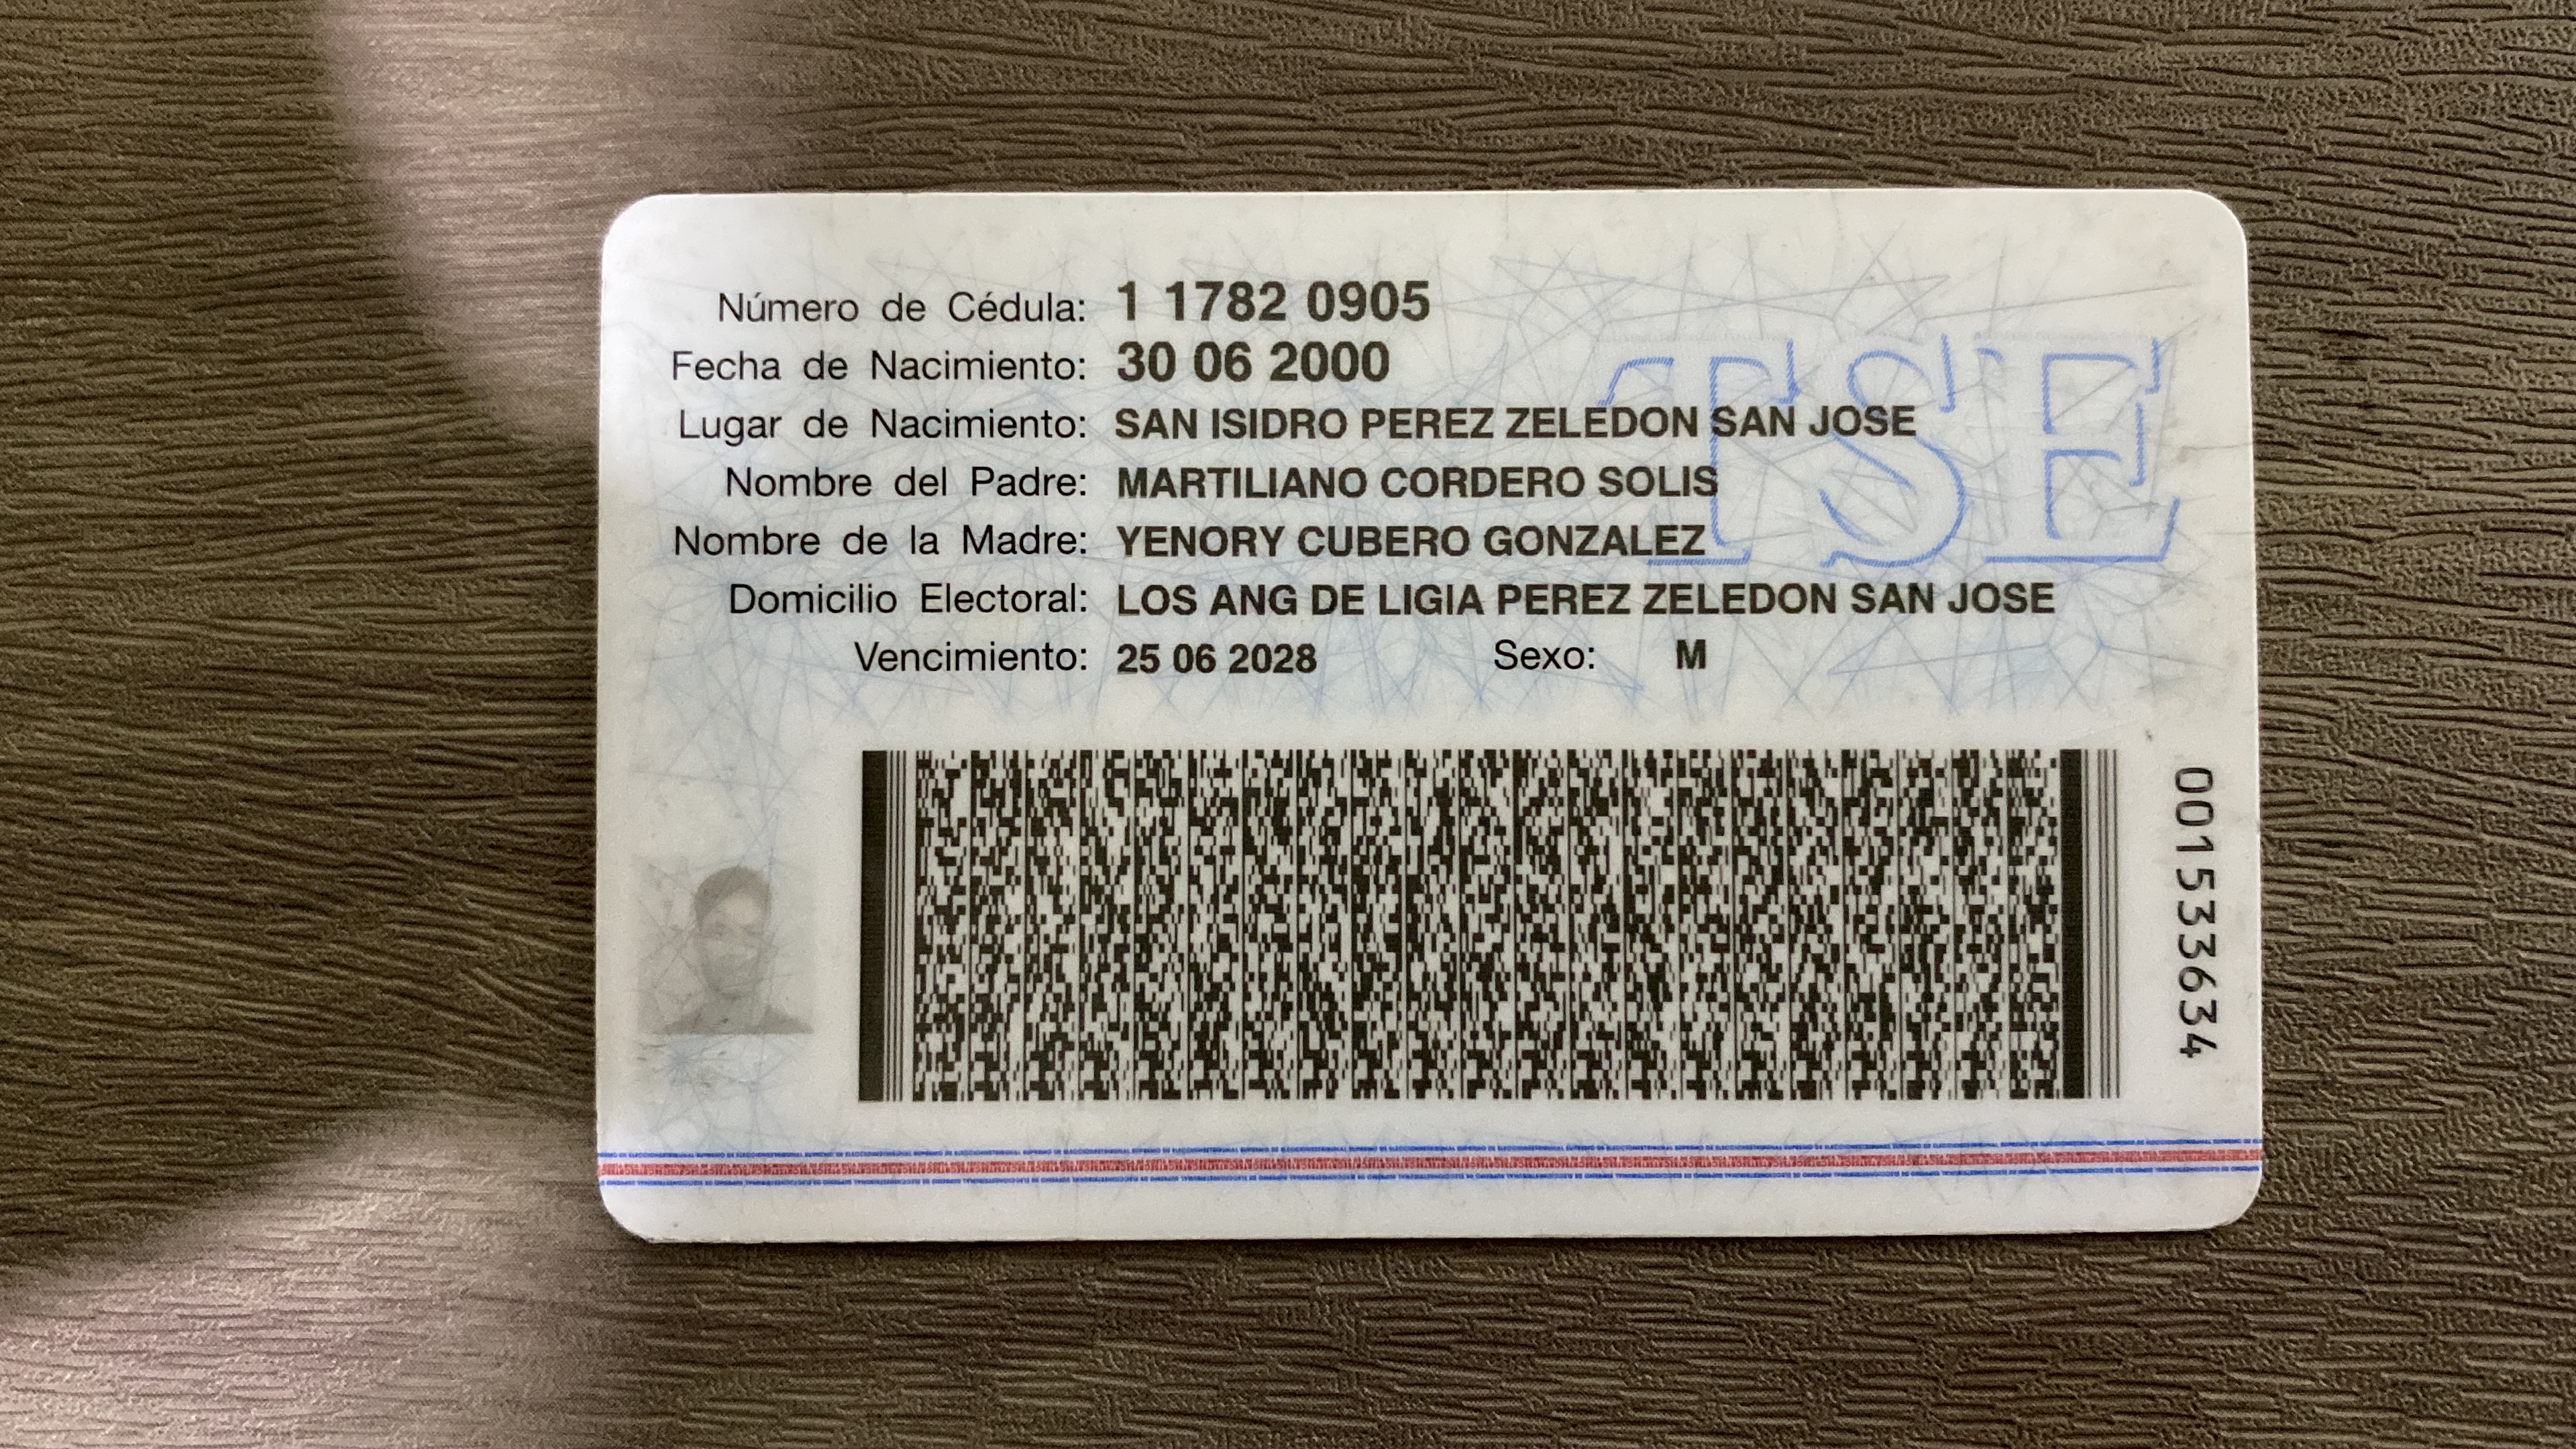 Número de Cédula: 1 1782 0905
Fecha de Nacimiento: 30 06 2000
Lugar de Nacimiento: SAN ISIDRO PEREZ ZELEDON SAN JOSE
Nombre del Padre: MARTILIANO CORDERO SOLIS
Nombre de la Madre: YENORY CUBERO GONZALEZ
Domicilio Electoral: LOS ANG DE LIGIA PEREZ ZELEDON SAN JOSE
Vencimiento: 25 06 2028 Sexo: M
TSE
001533634